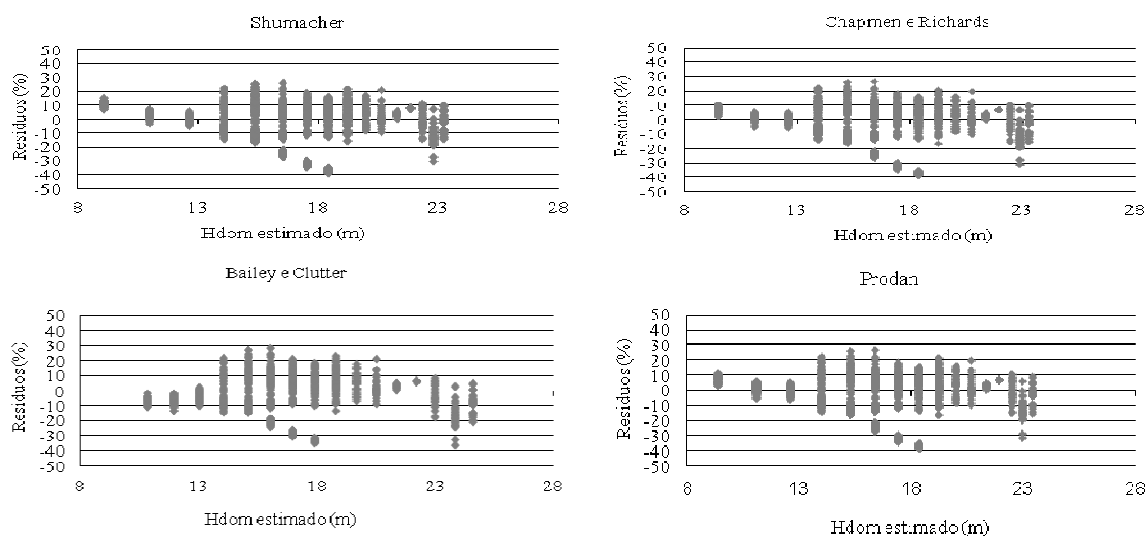 Shumacher
50
40
30
20
10
0
-10
-20
-30
-40
-50
Resíduos (%)
8 13 18 23 28
Hdom estimado (m)
Chapmen e Richards
50
40
30
20
10
0
-10
-20
-30
-40
-50
Resíduos (%)
8 13 18 23 28
Hdom estimado (m)
Bailey e Clutter
50
40
30
20
10
0
-10
-20
-30
-40
-50
Resíduos (%)
8 13 18 23 28
Hdom estimado (m)
Prodan
50
40
30
20
10
0
-10
-20
-30
-40
-50
Resíduos (%)
8 13 18 23 28
Hdom estimado (m)